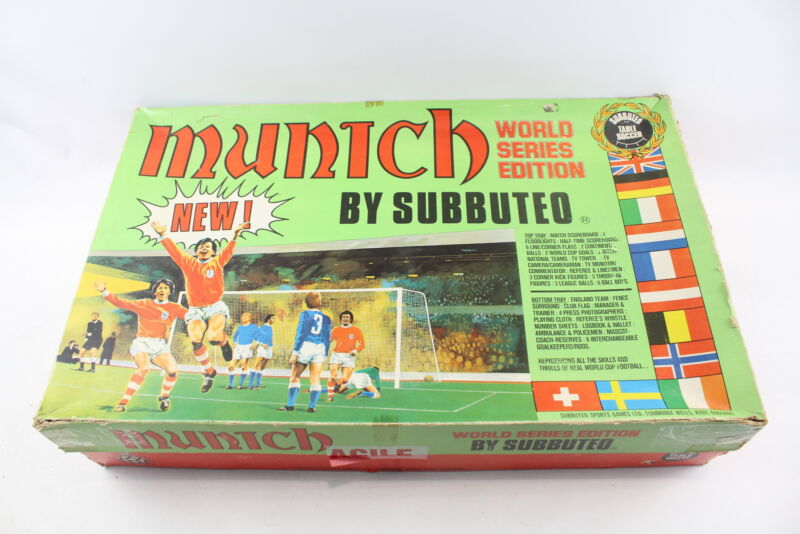 munich
WORLD
SERIES
EDITION
SUBBUTEO
TABLE
SOCCER
NEW!
BY SUBBUTEO ®
TOP TRAY : MATCH SCOREBOARD : 2
FLOODLIGHTS : HALF-TIME SCOREBOARD :
4 LINE/CORNER FLAGS : 2 CONTINENTAL
BALLS : 2 WORLD CUP GOALS : 2 INTER-
NATIONAL TEAMS : TV TOWER : TV
CAMERA/CAMERAMAN : TV MONITOR/
COMMENTATOR : REFEREE & LINESMEN :
3 CORNER KICK FIGURES : 3 THROW-IN
FIGURES : 3 LEAGUE BALLS : 6 BALL BOYS
BOTTOM TRAY : ENGLAND TEAM : FENCE
SURROUND : CLUB FLAG : MANAGER &
TRAINER : 4 PRESS PHOTOGRAPHERS :
PLAYING CLOTH : REFEREE'S WHISTLE :
NUMBER SHEETS : LOGBOOK & WALLET :
AMBULANCE & POLICEMEN : MASCOT-
COACH-RESERVES : 6 INTERCHANGEABLE
GOALKEEPERS/RODS.
REPRODUCING ALL THE SKILLS AND
THRILLS OF REAL WORLD CUP FOOTBALL...
3
SUBBUTEO SPORTS GAMES LTD., TUNBRIDGE WELLS, KENT, ENGLAND
munich
WORLD SERIES EDITION
BY SUBBUTEO
AGILE